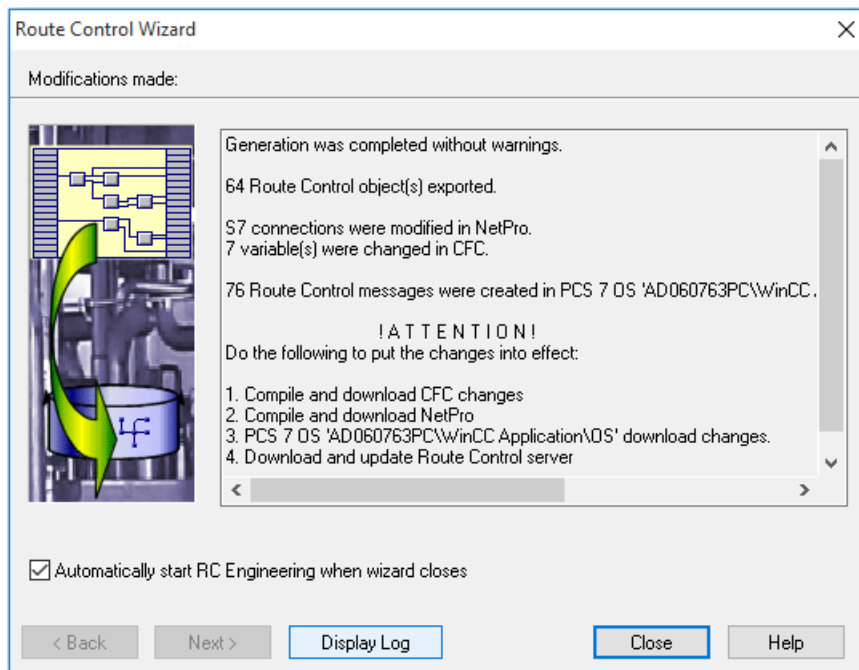 Route Control Wizard
Modifications made:
Generation was completed without warnings.
64 Route Control object(s) exported.
S7 connections were modified in NetPro.
7 variable(s) were changed in CFC.
76 Route Control messages were created in PCS 7 OS 'AD060763PC\WinCC
! A T T E N T I O N !
Do the following to put the changes into effect:
1. Compile and download CFC changes
2. Compile and download NetPro
3. PCS 7 OS 'AD060763PC\WinCC Application\OS' download changes.
4. Download and update Route Control server
Automatically start RC Engineering when wizard closes
< Back Next > Display Log Close Help